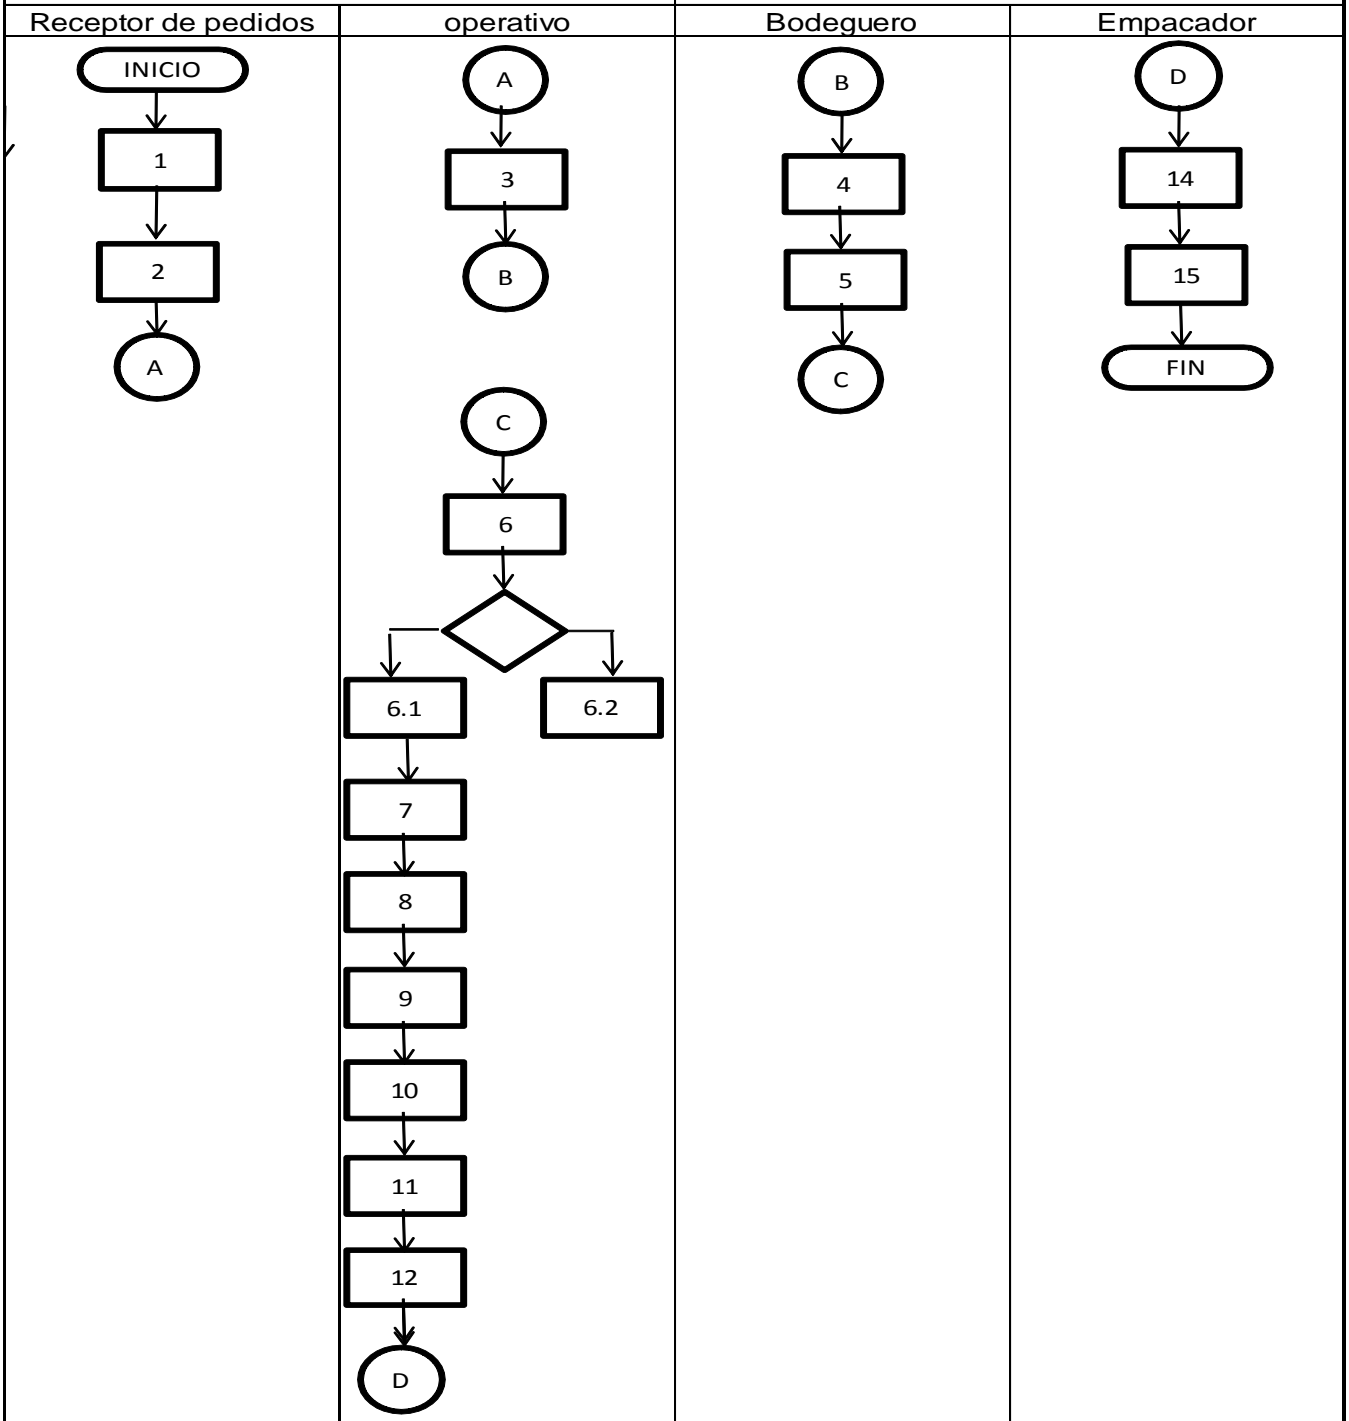 Receptor de pedidos
operativo
Bodeguero
Empacador
INICIO
1
2
A
A
3
B
C
6
6.1
6.2
7
8
9
10
11
12
D
B
4
5
C
D
14
15
FIN